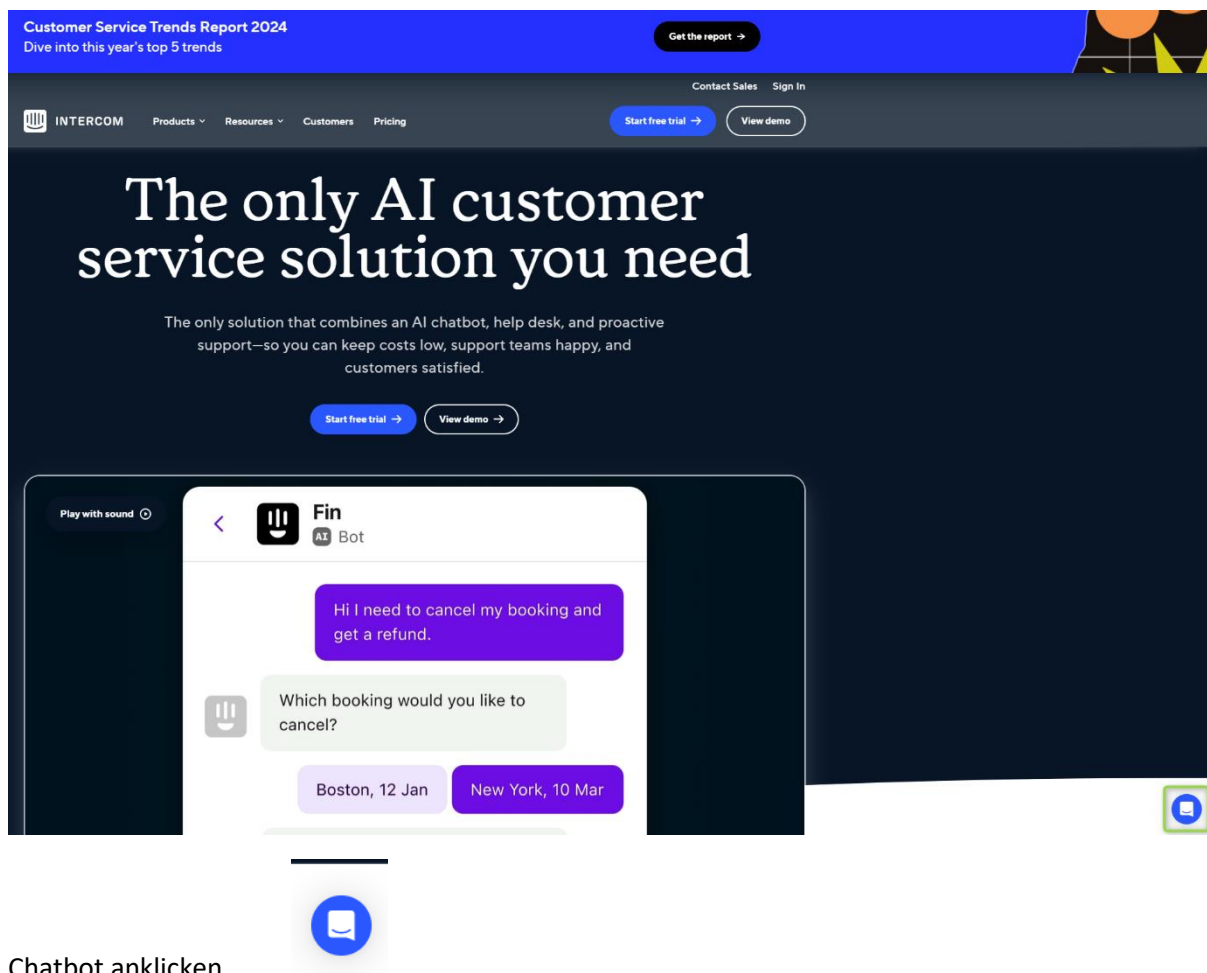 Customer Service Trends Report 2024
Dive into this year's top 5 trends
Get the report →
Contact Sales Sign In
INTERCOM Products Resources Customers Pricing Start free trial → View demo
The only AI customer
service solution you need
The only solution that combines an AI chatbot, help desk, and proactive
support—so you can keep costs low, support teams happy, and
customers satisfied.
Start free trial → View demo →
Play with sound
Fin
AI Bot
Hi I need to cancel my booking and
get a refund.
Which booking would you like to
cancel?
Boston, 12 Jan New York, 10 Mar
Chatbot anklicken